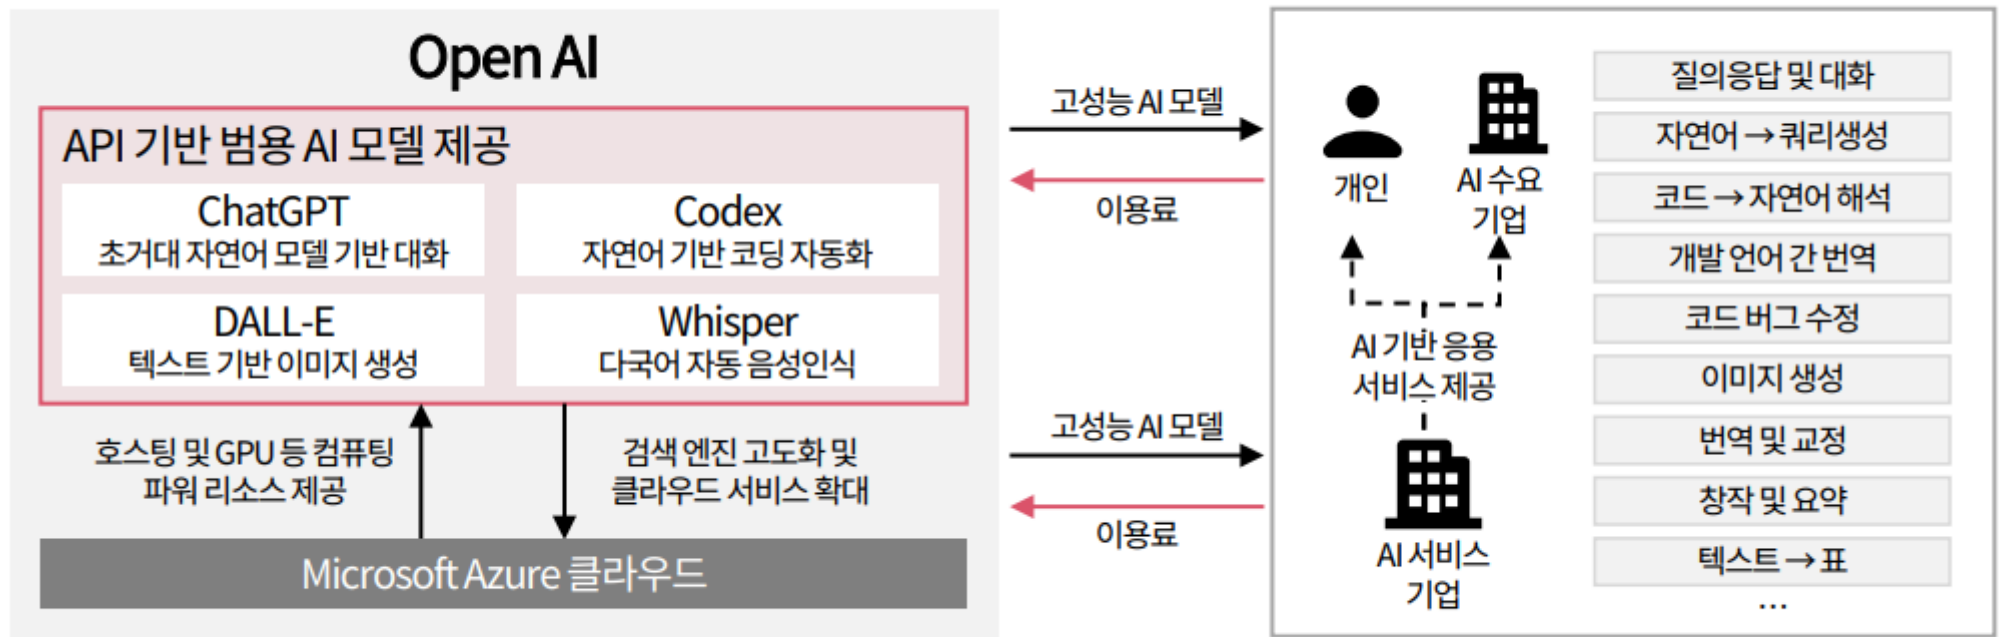 Open AI
API 기반 범용 AI 모델 제공
ChatGPT
초거대 자연어 모델 기반 대화
Codex
자연어 기반 코딩 자동화
DALL-E
텍스트 기반 이미지 생성
Whisper
다국어 자동 음성인식
호스팅 및 GPU 등 컴퓨팅
파워 리소스 제공
검색 엔진 고도화 및
클라우드 서비스 확대
Microsoft Azure 클라우드
고성능 AI 모델
이용료
고성능 AI 모델
이용료
개인
AI 수요
기업
AI 기반 응용
서비스 제공
AI 서비스
기업
질의응답 및 대화
자연어 → 쿼리생성
코드 → 자연어 해석
개발 언어 간 번역
코드 버그 수정
이미지 생성
번역 및 교정
창작 및 요약
텍스트 → 표
...